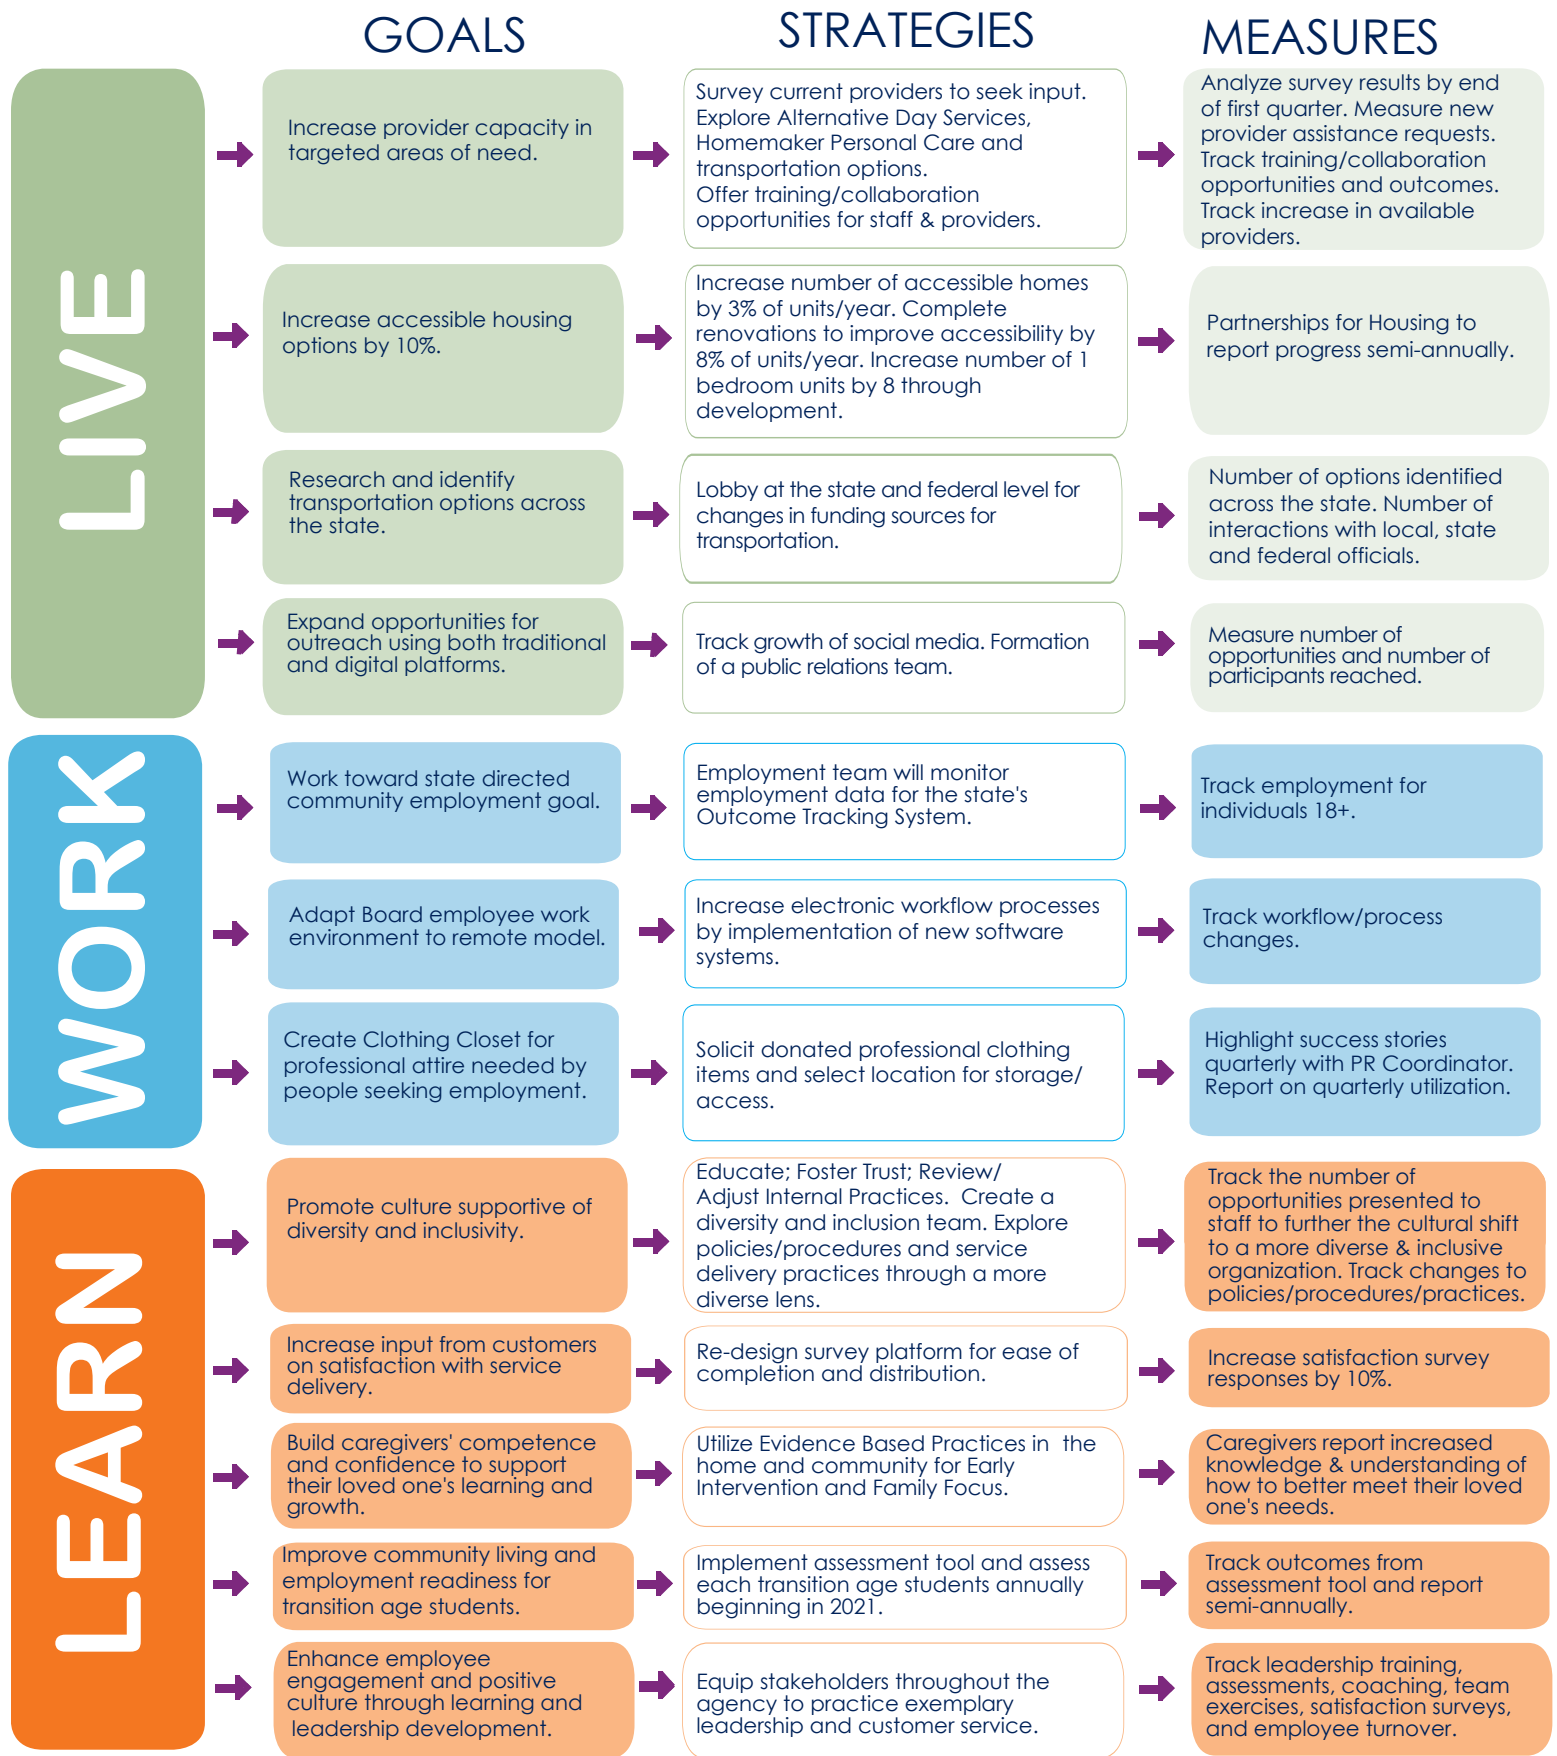 GOALS
STRATEGIES
MEASURES
LIVE
Increase provider capacity in
targeted areas of need.
Survey current providers to seek input.
Explore Alternative Day Services,
Homemaker Personal Care and
transportation options.
Offer training/collaboration
opportunities for staff & providers.
Analyze survey results by end
of first quarter. Measure new
provider assistance requests.
Track training/collaboration
opportunities and outcomes.
Track increase in available
providers.
Increase accessible housing
options by 10%.
Increase number of accessible homes
by 3% of units/year. Complete
renovations to improve accessibility by
8% of units/year. Increase number of 1
bedroom units by 8 through
development.
Partnerships for Housing to
report progress semi-annually.
Research and identify
transportation options across
the state.
Lobby at the state and federal level for
changes in funding sources for
transportation.
Number of options identified
across the state. Number of
interactions with local, state
and federal officials.
Expand opportunities for
outreach using both traditional
and digital platforms.
Track growth of social media. Formation
of a public relations team.
Measure number of
opportunities and number of
participants reached.
WORK
Work toward state directed
community employment goal.
Employment team will monitor
employment data for the state's
Outcome Tracking System.
Track employment for
individuals 18+.
Adapt Board employee work
environment to remote model.
Increase electronic workflow processes
by implementation of new software
systems.
Track workflow/process
changes.
Create Clothing Closet for
professional attire needed by
people seeking employment.
Solicit donated professional clothing
items and select location for storage/
access.
Highlight success stories
quarterly with PR Coordinator.
Report on quarterly utilization.
LEARN
Promote culture supportive of
diversity and inclusivity.
Educate; Foster Trust; Review/
Adjust Internal Practices.  Create a
diversity and inclusion team. Explore
policies/procedures and service
delivery practices through a more
diverse lens.
Track the number of
opportunities presented to
staff to further the cultural shift
to a more diverse & inclusive
organization. Track changes to
policies/procedures/practices.
Increase input from customers
on satisfaction with service
delivery.
Re-design survey platform for ease of
completion and distribution.
Increase satisfaction survey
responses by 10%.
Build caregivers' competence
and confidence to support
their loved one's learning and
growth.
Utilize Evidence Based Practices in  the
home and community for Early
Intervention and Family Focus.
Caregivers report increased
knowledge & understanding of
how to better meet their loved
one's needs.
Improve community living and
employment readiness for
transition age students.
Implement assessment tool and assess
each transition age students annually
beginning in 2021.
Track outcomes from
assessment tool and report
semi-annually.
Enhance employee
engagement and positive
culture through learning and
leadership development.
Equip stakeholders throughout the
agency to practice exemplary
leadership and customer service.
Track leadership training,
assessments, coaching, team
exercises, satisfaction surveys,
and employee turnover.